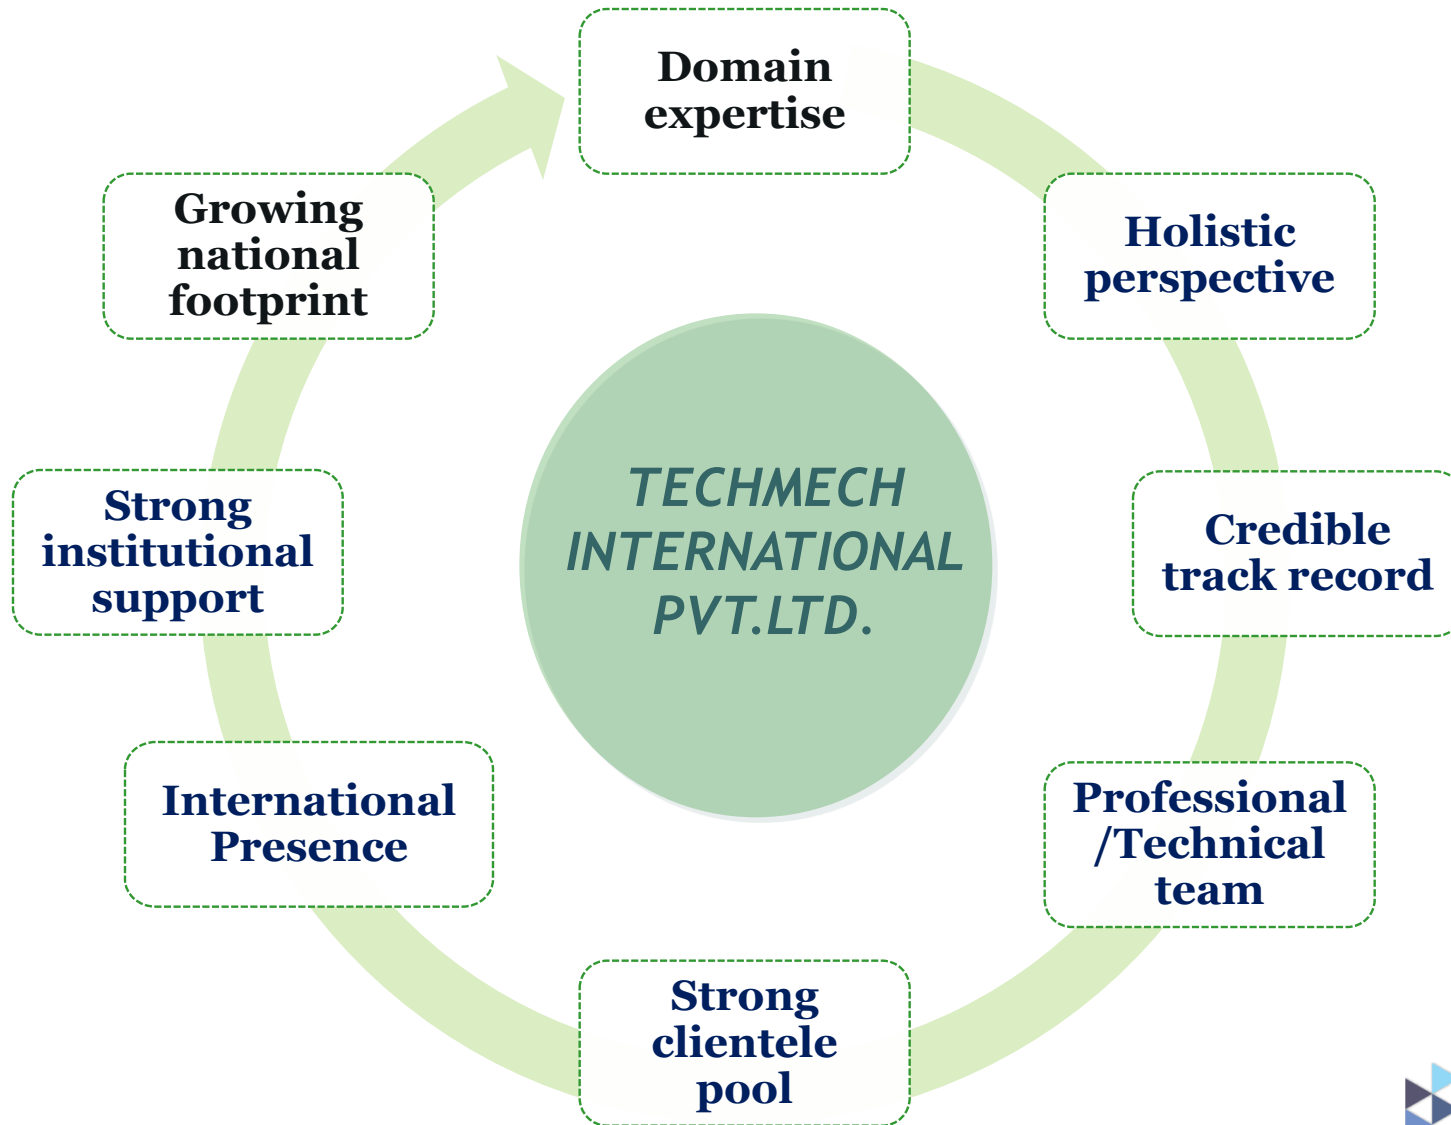 Domain
expertise
Holistic
perspective
Credible
track record
Professional
/Technical
team
Strong
clientele
pool
International
Presence
Strong
institutional
support
Growing
national
footprint
TECHMECH
INTERNATIONAL
PVT.LTD.